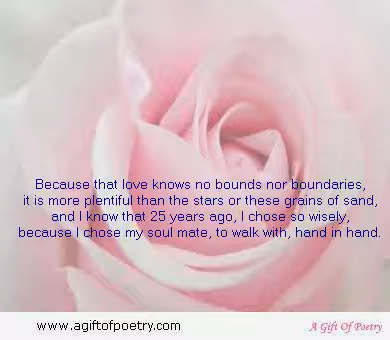 Because that love knows no bounds nor boundaries,
it is more plentiful than the stars or these grains of sand,
and I know that 25 years ago, I chose so wisely,
because I chose my soul mate, to walk with, hand in hand.
www.agiftofpoetry.com
A Gift Of Poetry